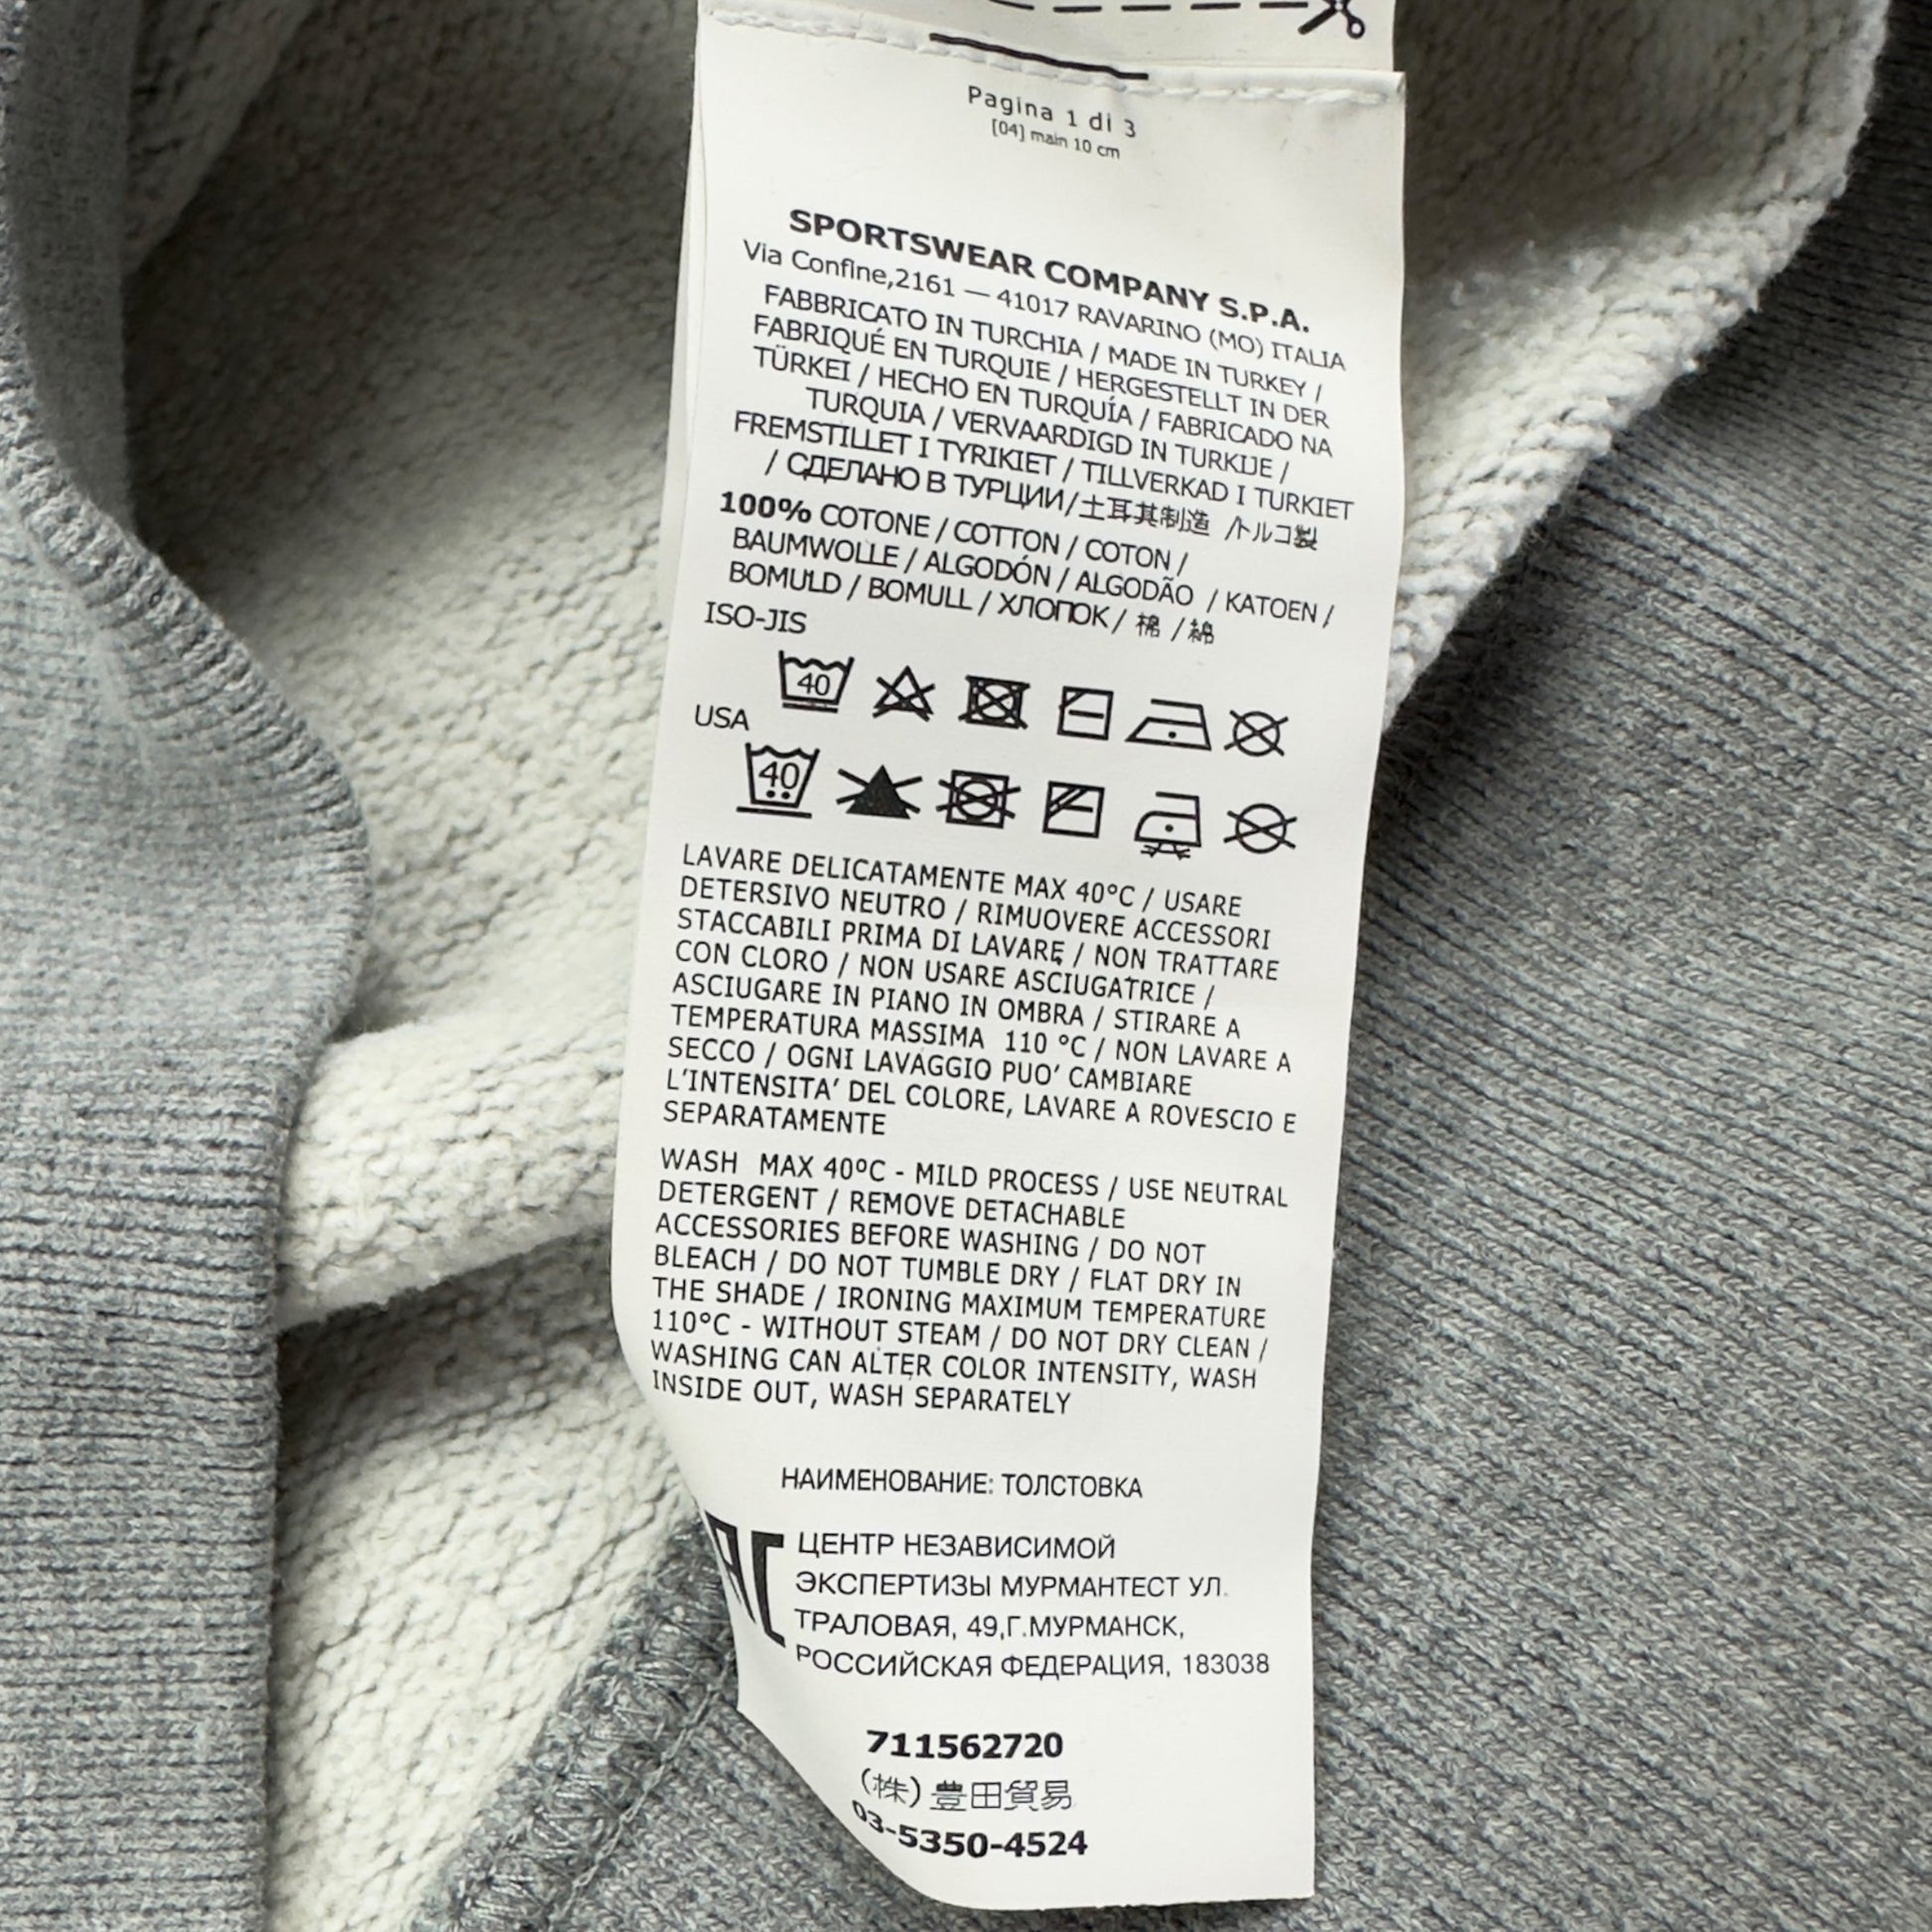 Pagina 1 di 3
[04] main 10 cm
SPORTSWEAR COMPANY S.P.A.
Via Confine,2161 — 41017 RAVARINO (MO) ITALIA
FABBRICATO IN TURCHIA / MADE IN TURKEY /
FABRIQUÉ EN TURQUIE / HERGESTELLT IN DER
TÜRKEI / HECHO EN TURQUÍA / FABRICADO NA
TURQUIA / VERVAARDIGD IN TURKIJE /
FREMSTILLET I TYRIKIET / TILLVERKAD I TURKIET
/ СДЕЛАНО В ТУРЦИИ/土耳其制造 /トルコ製
100% COTONE / COTTON / COTON /
BAUMWOLLE / ALGODÓN / ALGODÃO / KATOEN /
BOMULD / BOMULL / ХЛОПОК / 棉 / 綿
ISO-JIS
40
USA
40
LAVARE DELICATAMENTE MAX 40°C / USARE
DETERSIVO NEUTRO / RIMUOVERE ACCESSORI
STACCABILI PRIMA DI LAVARE / NON TRATTARE
CON CLORO / NON USARE ASCIUGATRICE /
ASCIUGARE IN PIANO IN OMBRA / STIRARE A
TEMPERATURA MASSIMA 110 °C / NON LAVARE A
SECCO / OGNI LAVAGGIO PUO' CAMBIARE
L'INTENSITA' DEL COLORE, LAVARE A ROVESCIO E
SEPARATAMENTE
WASH MAX 40ºC - MILD PROCESS / USE NEUTRAL
DETERGENT / REMOVE DETACHABLE
ACCESSORIES BEFORE WASHING / DO NOT
BLEACH / DO NOT TUMBLE DRY / FLAT DRY IN
THE SHADE / IRONING MAXIMUM TEMPERATURE
110°C - WITHOUT STEAM / DO NOT DRY CLEAN /
WASHING CAN ALTER COLOR INTENSITY, WASH
INSIDE OUT, WASH SEPARATELY
НАИМЕНОВАНИЕ: ТОЛСТОВКА
ЦЕНТР НЕЗАВИСИМОЙ
ЭКСПЕРТИЗЫ МУРМАНТЕСТ УЛ.
ТРАЛОВАЯ, 49,Г.МУРМАНСК,
РОССИЙСКАЯ ФЕДЕРАЦИЯ, 183038
711562720
(株) 豊田貿易
03-5350-4524